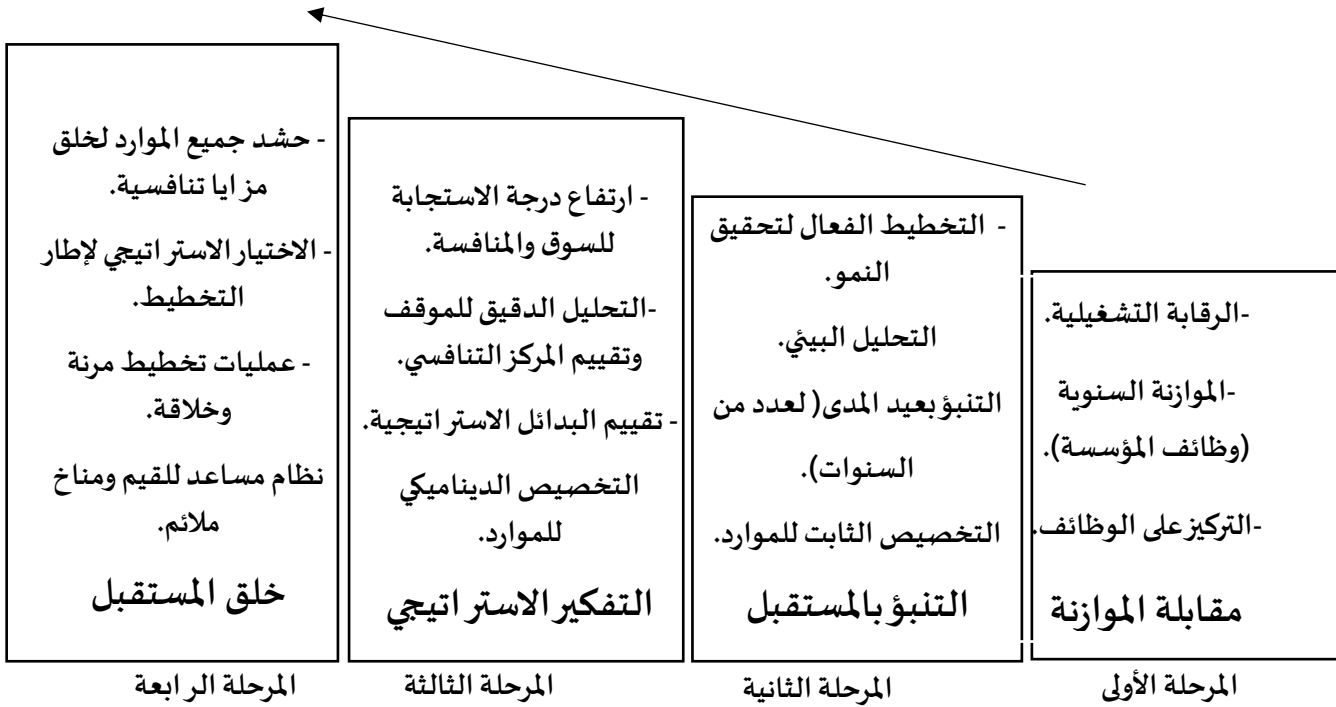 -الرقابة التشغيلية.
-الموازنة السنوية
(وظائف المؤسسة).
-التركيز على الوظائف.
مقابلة الموازنة
المرحلة الأولى
- التخطيط الفعال لتحقيق
النمو.
التحليل البيئي.
التنبؤ بعيد المدى( لعدد من
السنوات).
التخصيص الثابت للموارد.
التنبؤ بالمستقبل
المرحلة الثانية
- ارتفاع درجة الاستجابة
للسوق والمنافسة.
-التحليل الدقيق للموقف
وتقييم المركز التنافسي.
- تقييم البدائل الاستراتيجية.
التخصيص الديناميكي
للموارد.
التفكير الاستراتيجي
المرحلة الثالثة
- حشد جميع الموارد لخلق
مزايا تنافسية.
- الاختيار الاستراتيجي لإطار
التخطيط.
- عمليات تخطيط مرنة
وخلاقة.
نظام مساعد للقيم ومناخ
ملائم.
خلق المستقبل
المرحلة الرابعة